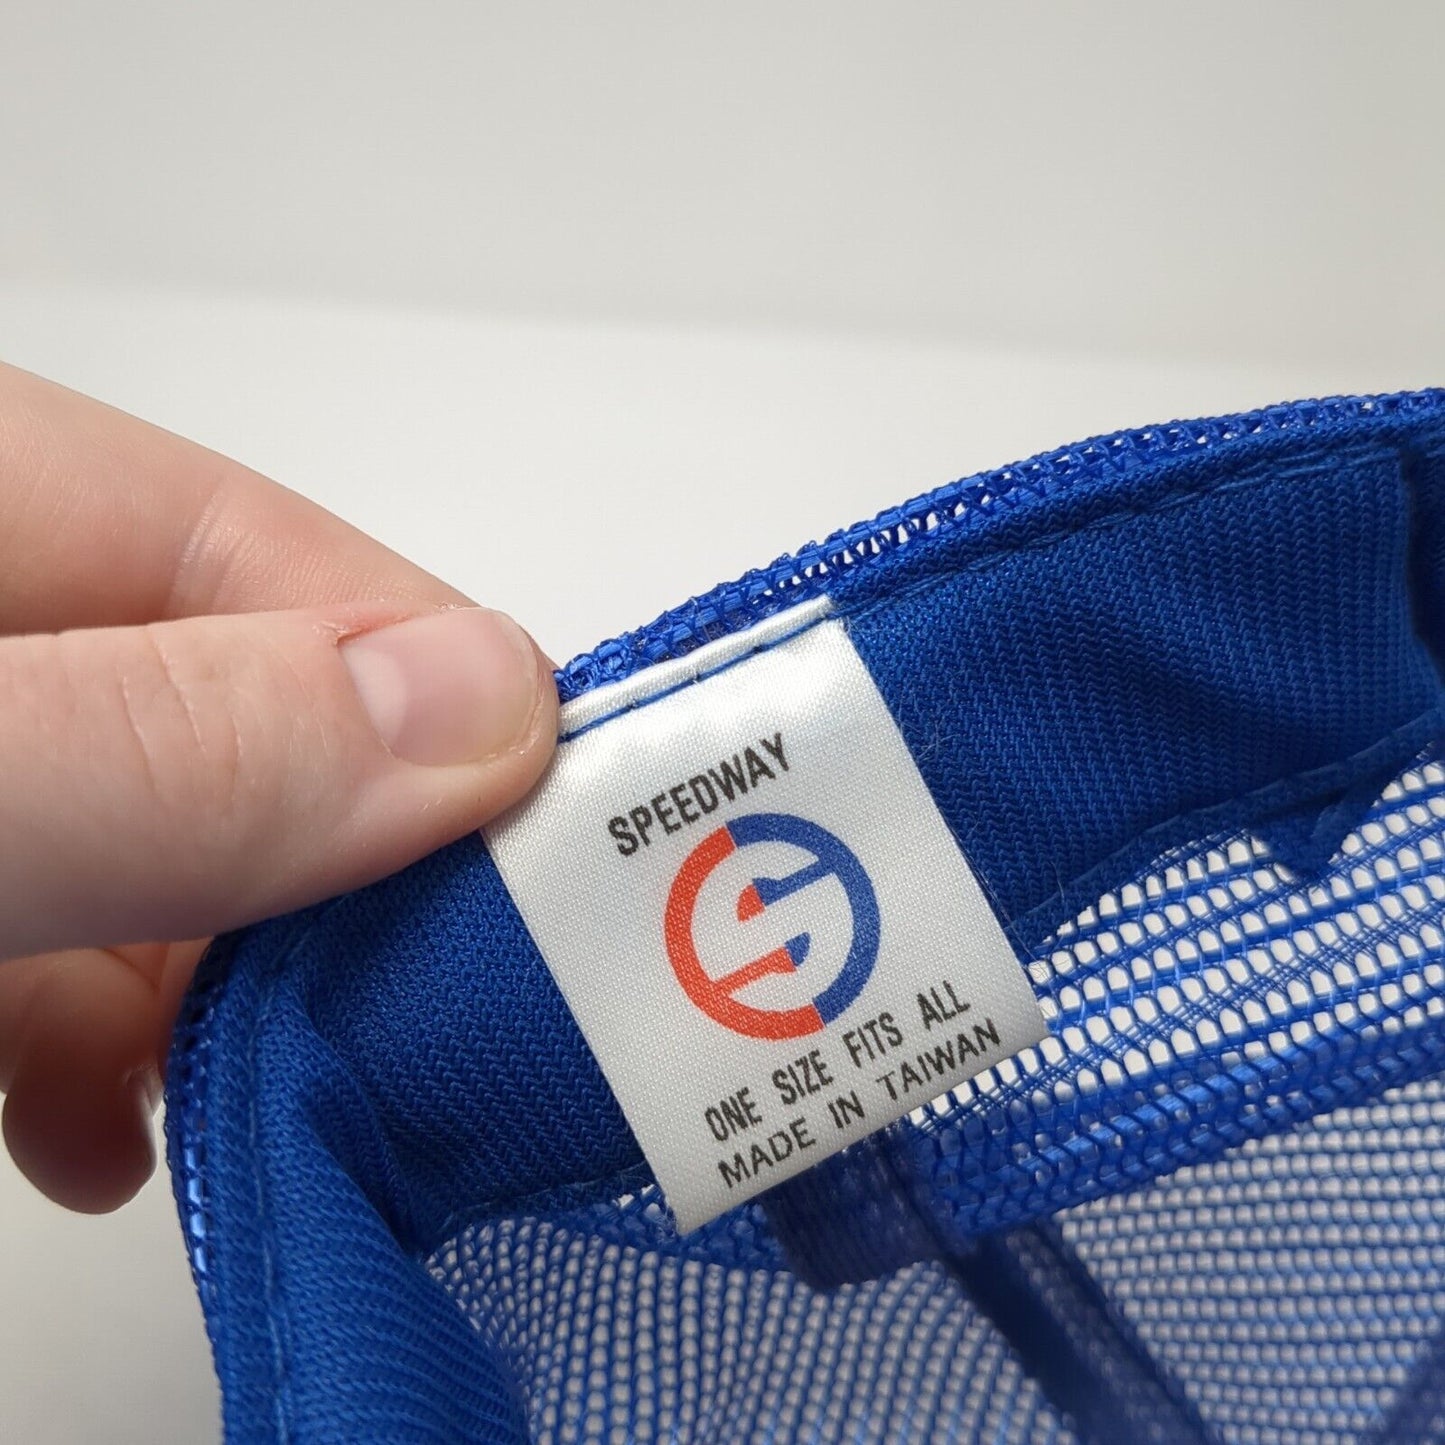 SPEEDWAY
S
ONE SIZE FITS ALL
MADE IN TAIWAN